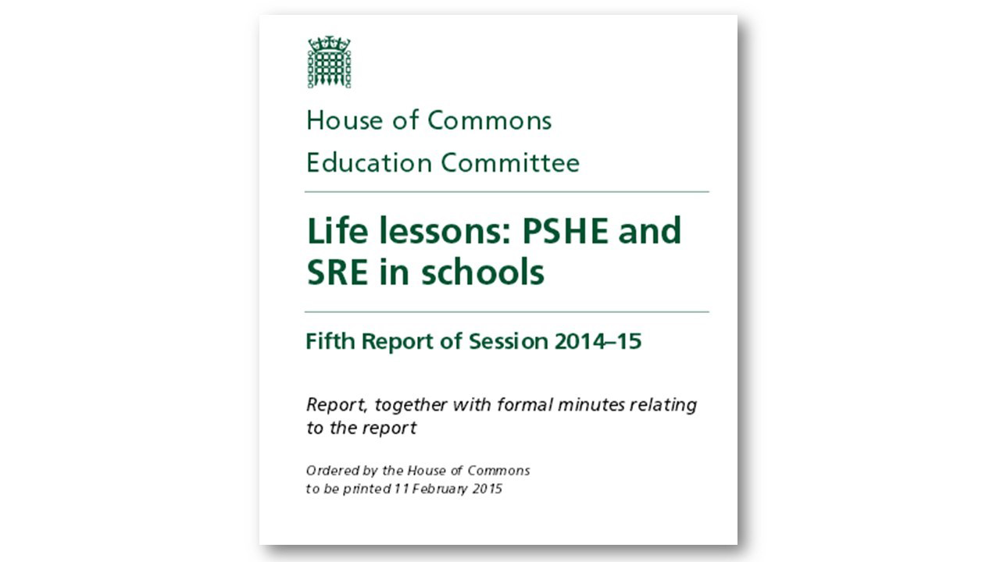 House of Commons
Education Committee
Life lessons: PSHE and
SRE in schools
Fifth Report of Session 2014–15
Report, together with formal minutes relating
to the report
Ordered by the House of Commons
to be printed 11 February 2015